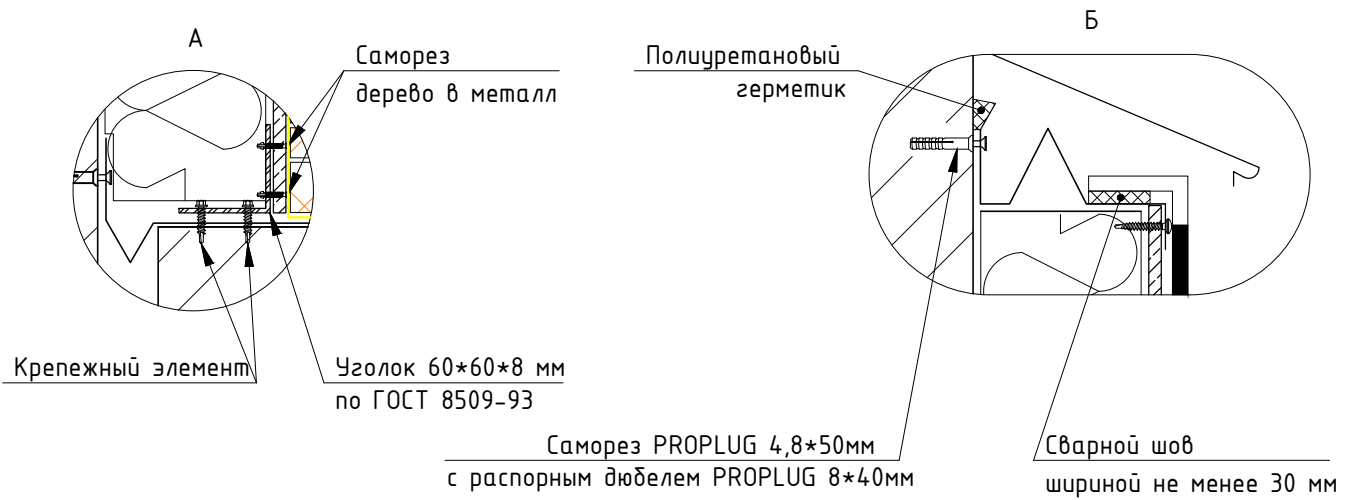 А
Саморез
дерево в металл
Крепежный элемент
Уголок 60*60*8 мм
по ГОСТ 8509-93
Б
Полиуретановый
герметик
Саморез PROPLUG 4,8*50мм
с распорным дюбелем PROPLUG 8*40мм
Сварной шов
шириной не менее 30 мм